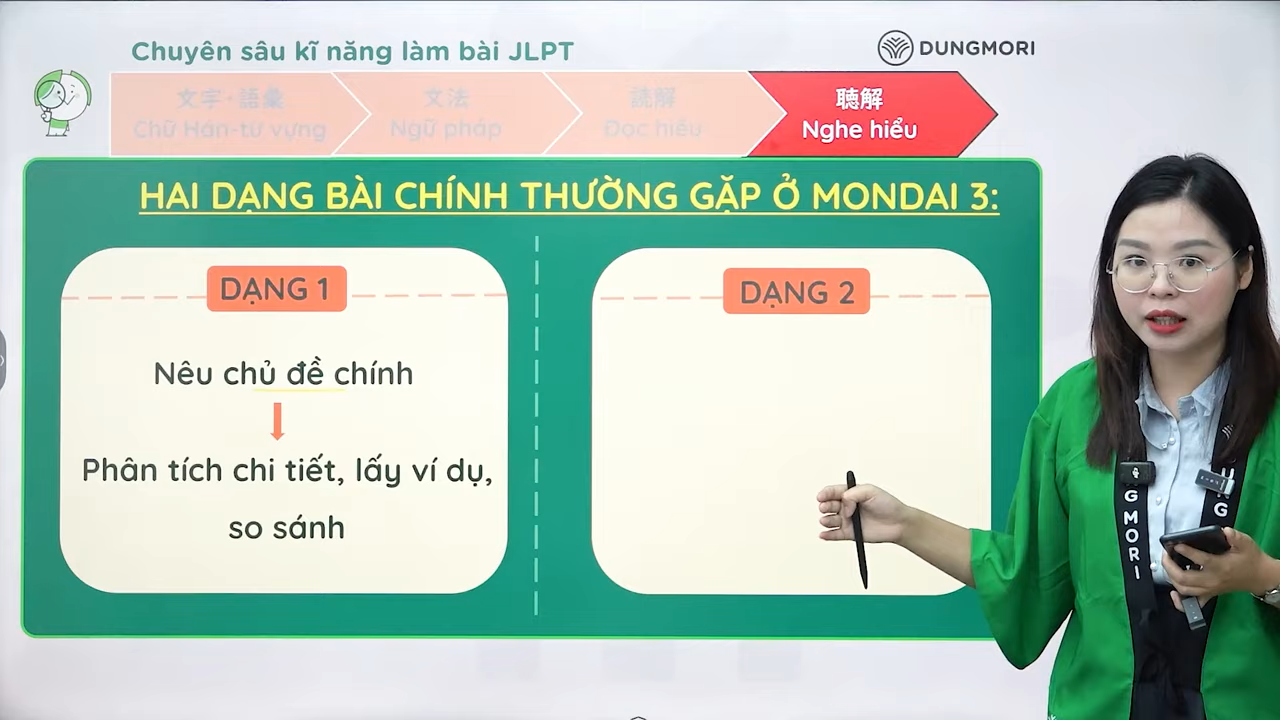 Chuyên sâu kĩ năng làm bài JLPT
DUNGMORI
文字・語彙
Chữ Hán-từ vựng
文法
Ngữ pháp
読解
Đọc hiểu
聴解
Nghe hiểu
HAI DẠNG BÀI CHÍNH THƯỜNG GẶP Ở MONDAI 3:
DẠNG 1
Nêu chủ đề chính
Phân tích chi tiết, lấy ví dụ,
so sánh
DẠNG 2
G MORI